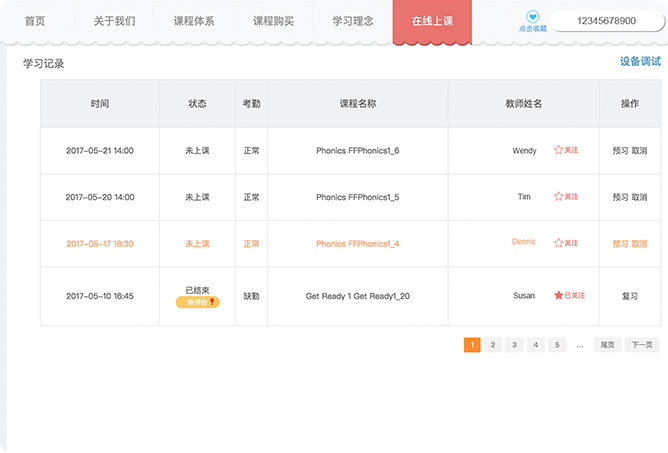 首页 关于我们 课程体系 课程购买 学习理念 在线上课 点击收藏 12345678900
学习记录 设备调试
时间 状态 考勤 课程名称 教师姓名 操作
2017-05-21 14:00 未上课 正常 Phonics FFPhonics1_6 Wendy 关注 预习 取消
2017-05-20 14:00 未上课 正常 Phonics FFPhonics1_5 Tim 关注 预习 取消
2017-05-17 18:30 未上课 正常 Phonics FFPhonics1_4 Dennic 关注 预习 取消
2017-05-10 16:45 已结束 待评价 缺勤 Get Ready 1 Get Ready1_20 Susan 已关注 复习
1 2 3 4 5 ... 尾页 下一页